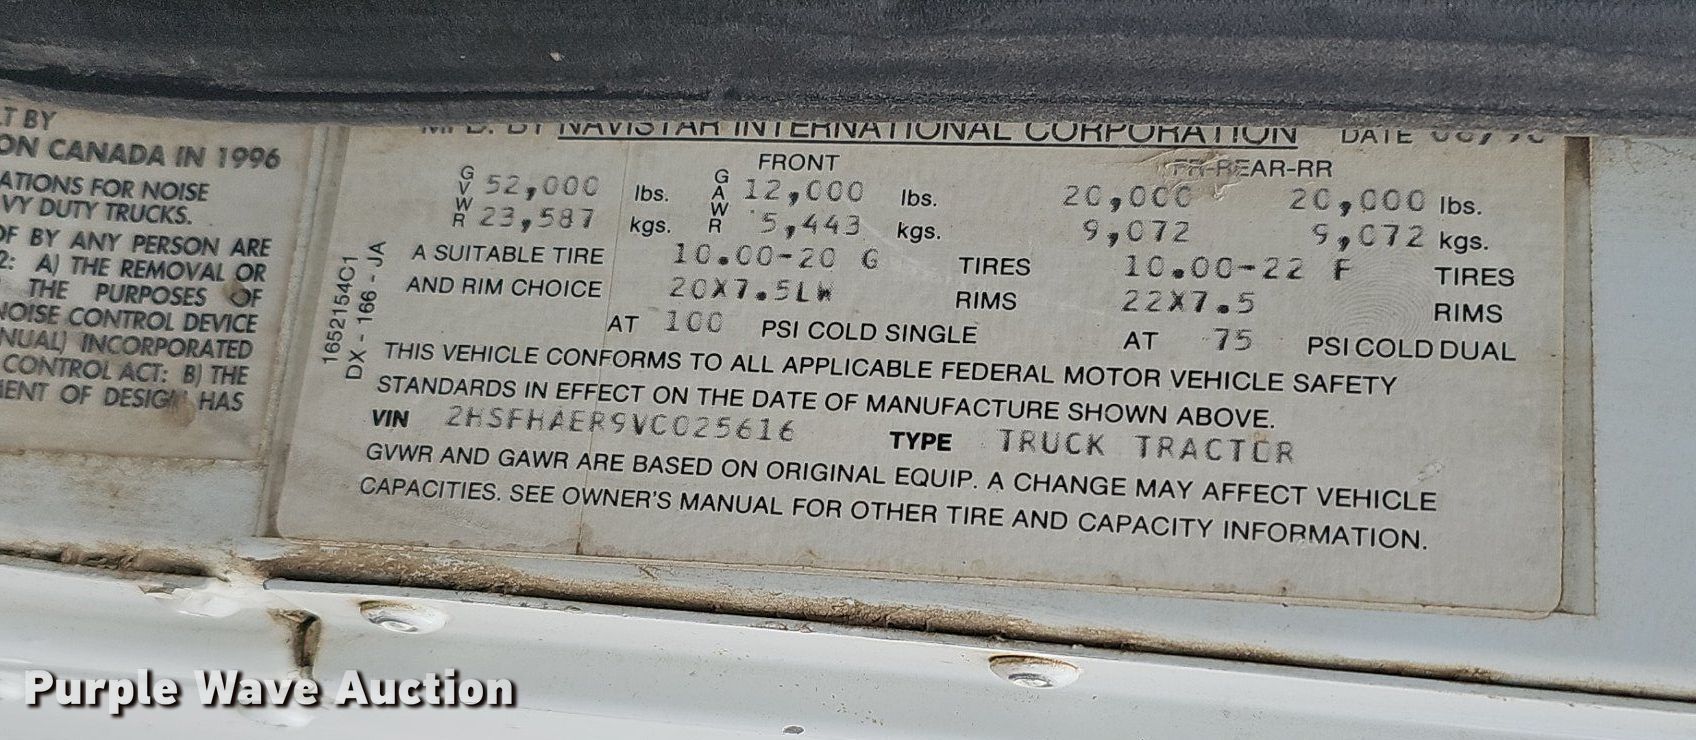 LT BY
ON CANADA IN 1996
ATIONS FOR NOISE
VY DUTY TRUCKS.
OF BY ANY PERSON ARE
2: A) THE REMOVAL OR
THE PURPOSES OF
NOISE CONTROL DEVICE
NUAL) INCORPORATED
CONTROL ACT: B) THE
MENT OF DESIGN HAS
1652154C1
DX - 166 - JA
MFD. BY NAVISTAR INTERNATIONAL CORPORATION DATE
FRONT FR-REAR-RR
GVWR 52,000 lbs. GAWR 12,000 lbs. 20,000 20,000 lbs.
23,587 kgs. 5,443 kgs. 9,072 9,072 kgs.
A SUITABLE TIRE 10.00-20 G TIRES 10.00-22 F TIRES
AND RIM CHOICE 20X7.5LW RIMS 22X7.5 RIMS
AT 100 PSI COLD SINGLE AT 75 PSI COLD DUAL
THIS VEHICLE CONFORMS TO ALL APPLICABLE FEDERAL MOTOR VEHICLE SAFETY
STANDARDS IN EFFECT ON THE DATE OF MANUFACTURE SHOWN ABOVE.
VIN 2HSFHAER9VC025616 TYPE TRUCK TRACTOR
GVWR AND GAWR ARE BASED ON ORIGINAL EQUIP. A CHANGE MAY AFFECT VEHICLE
CAPACITIES. SEE OWNER'S MANUAL FOR OTHER TIRE AND CAPACITY INFORMATION.
Purple Wave Auction